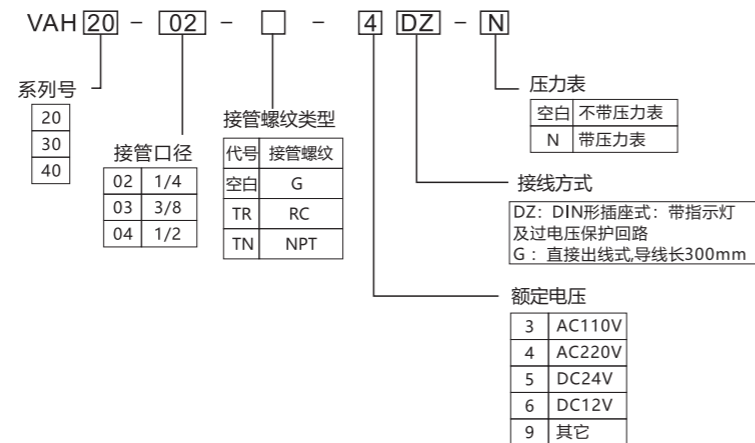 VAH 20 - 02 - □ - 4 DZ - N
系列号
20
30
40
接管口径
02 1/4
03 3/8
04 1/2
接管螺纹类型
代号 接管螺纹
空白 G
TR RC
TN NPT
压力表
空白 不带压力表
N 带压力表
接线方式
DZ：DIN形插座式：带指示灯
及过电压保护回路
G：直接出线式,导线长300mm
额定电压
3 AC110V
4 AC220V
5 DC24V
6 DC12V
9 其它